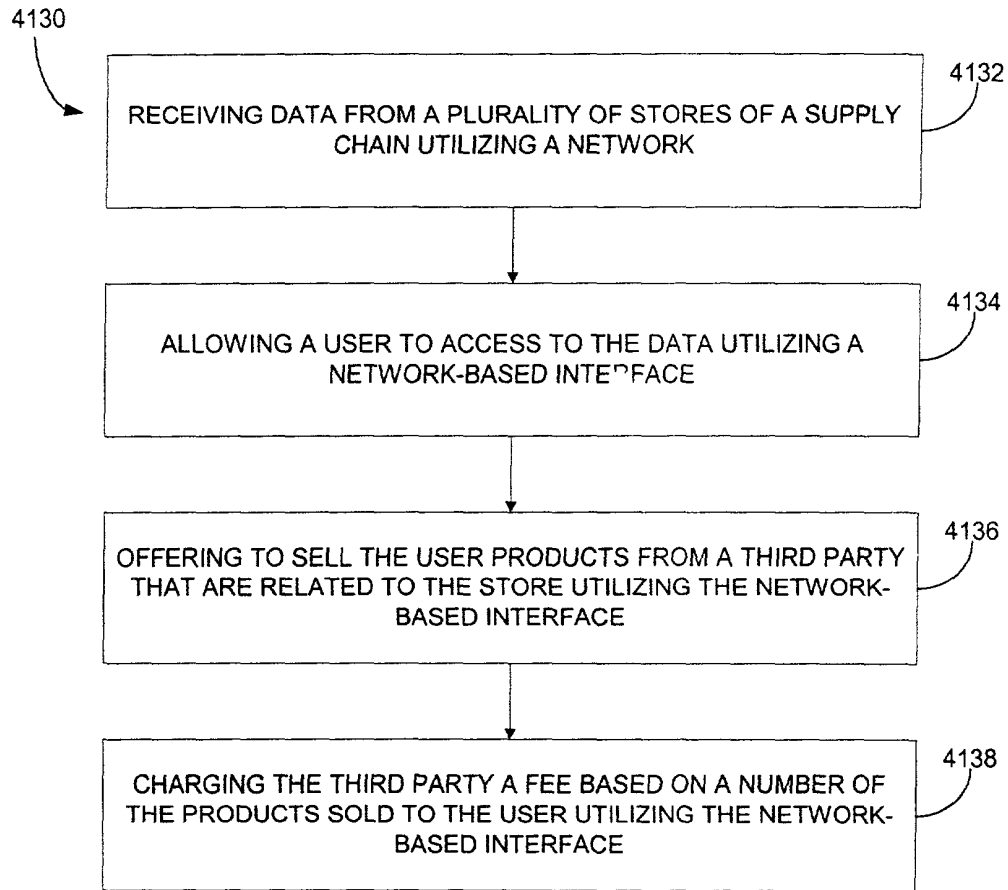 4130
4132
RECEIVING DATA FROM A PLURALITY OF STORES OF A SUPPLY
CHAIN UTILIZING A NETWORK
4134
ALLOWING A USER TO ACCESS TO THE DATA UTILIZING A
NETWORK-BASED INTERFACE
4136
OFFERING TO SELL THE USER PRODUCTS FROM A THIRD PARTY
THAT ARE RELATED TO THE STORE UTILIZING THE NETWORK-
BASED INTERFACE
4138
CHARGING THE THIRD PARTY A FEE BASED ON A NUMBER OF
THE PRODUCTS SOLD TO THE USER UTILIZING THE NETWORK-
BASED INTERFACE